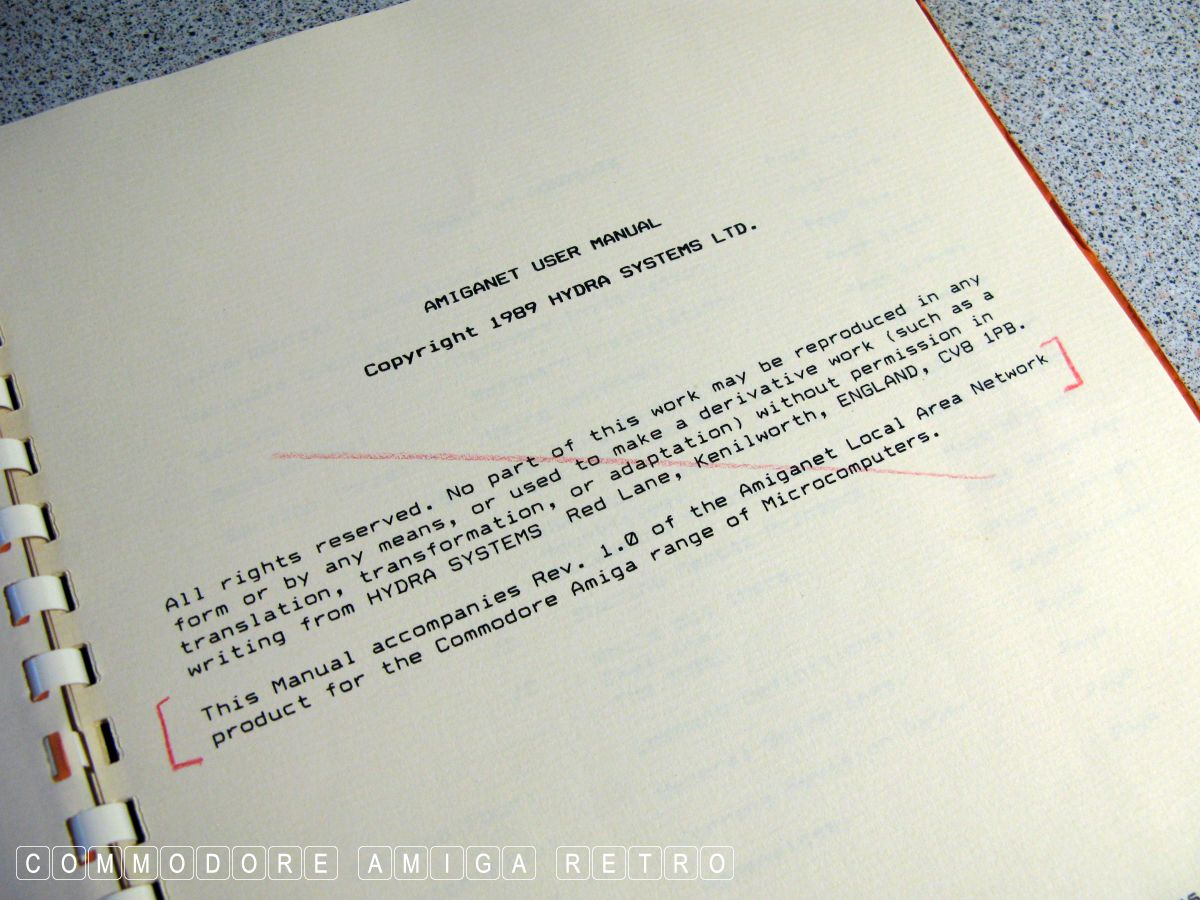 AMIGANET USER MANUAL
Copyright 1989 HYDRA SYSTEMS LTD.
All rights reserved. No part of this work may be reproduced in any
form or by any means, or used to make a derivative work (such as a
translation, transformation, or adaptation) without permission in
writing from HYDRA SYSTEMS Red Lane, Kenilworth, ENGLAND, CV8 1PB.
This Manual accompanies Rev. 1.0 of the Amiganet Local Area Network
product for the Commodore Amiga range of Microcomputers.
COMMODORE AMIGA RETRO